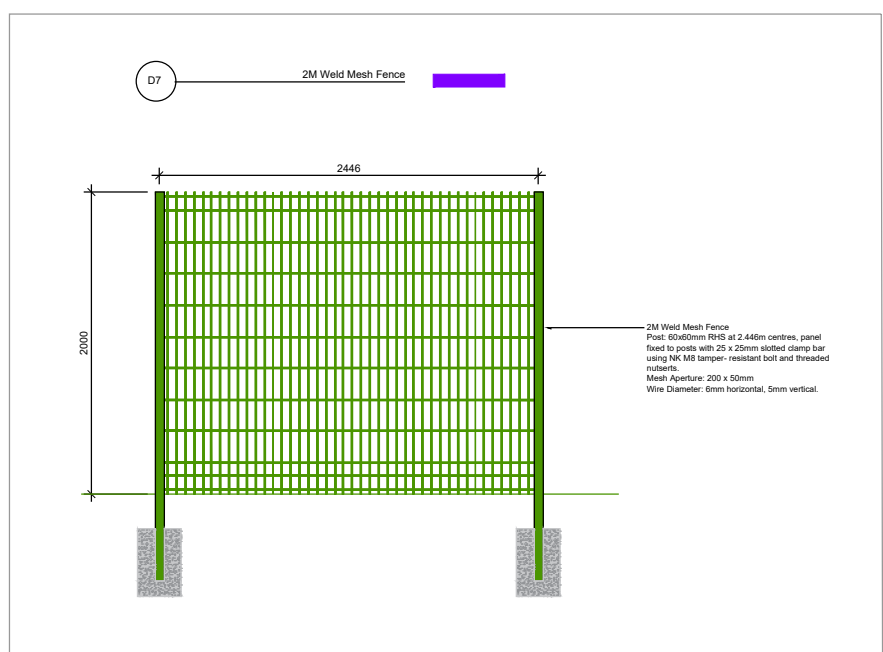 D7
2M Weld Mesh Fence
2446
2000
2M Weld Mesh Fence
Post: 60x60mm RHS at 2.446m centres, panel
fixed to posts with 25 x 25mm slotted clamp bar
using NK M8 tamper- resistant bolt and threaded
nutserts.
Mesh Aperture: 200 x 50mm
Wire Diameter: 6mm horizontal, 5mm vertical.